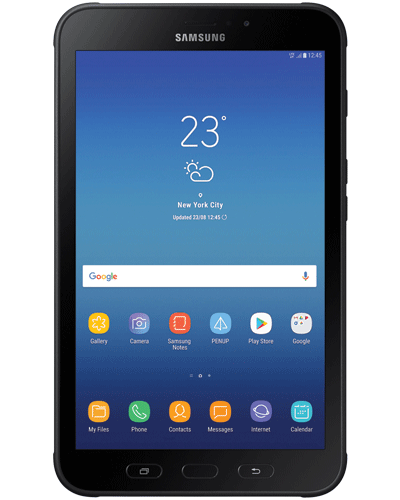 SAMSUNG
12:45
23°
New York City
Updated 23/08 12:45
Google
Gallery
Camera
Samsung Notes
PENUP
Play Store
Google
My Files
Phone
Contacts
Messages
Internet
Calendar